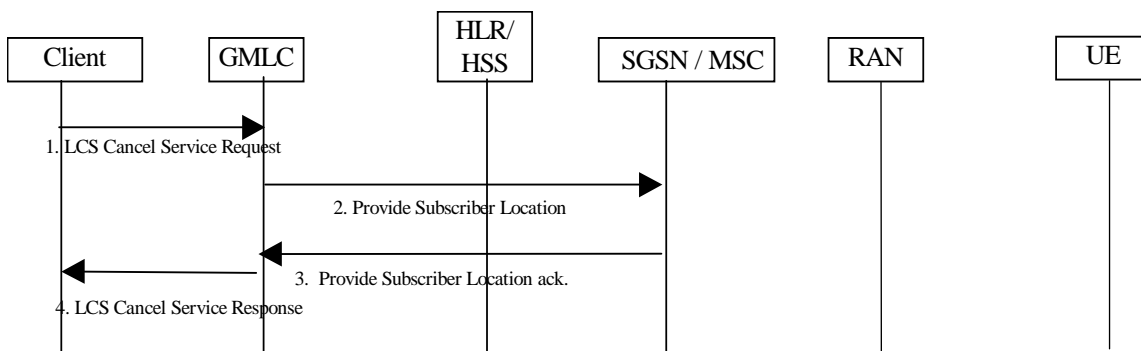 Client
GMLC
HLR/
HSS
SGSN / MSC
RAN
UE
1. LCS Cancel Service Request
2. Provide Subscriber Location
3. Provide Subscriber Location ack.
4. LCS Cancel Service Response